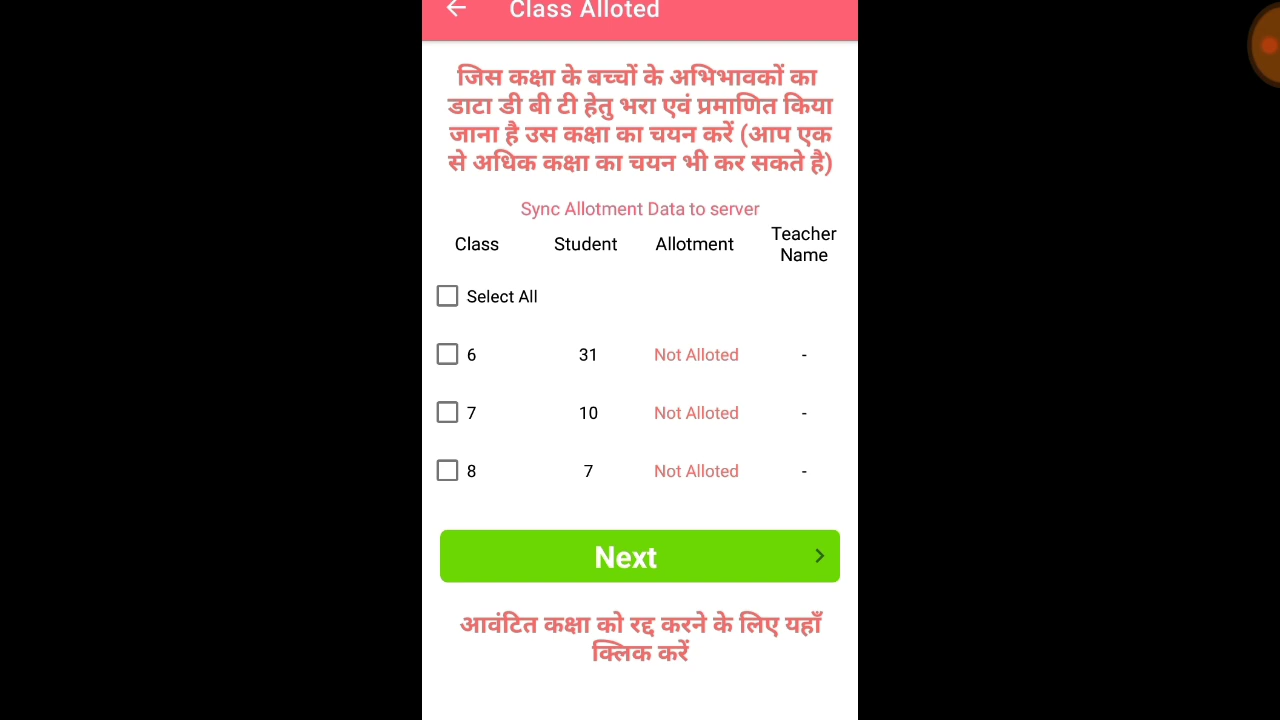 Class Alloted
जिस कक्षा के बच्चों के अभिभावकों का
डाटा डी बी टी हेतु भरा एवं प्रमाणित किया
जाना है उस कक्षा का चयन करें (आप एक
से अधिक कक्षा का चयन भी कर सकते है)
Sync Allotment Data to server
Class Student Allotment Teacher Name
Select All
6 31 Not Alloted -
7 10 Not Alloted -
8 7 Not Alloted -
Next
आवंटित कक्षा को रद्द करने के लिए यहाँ
क्लिक करें